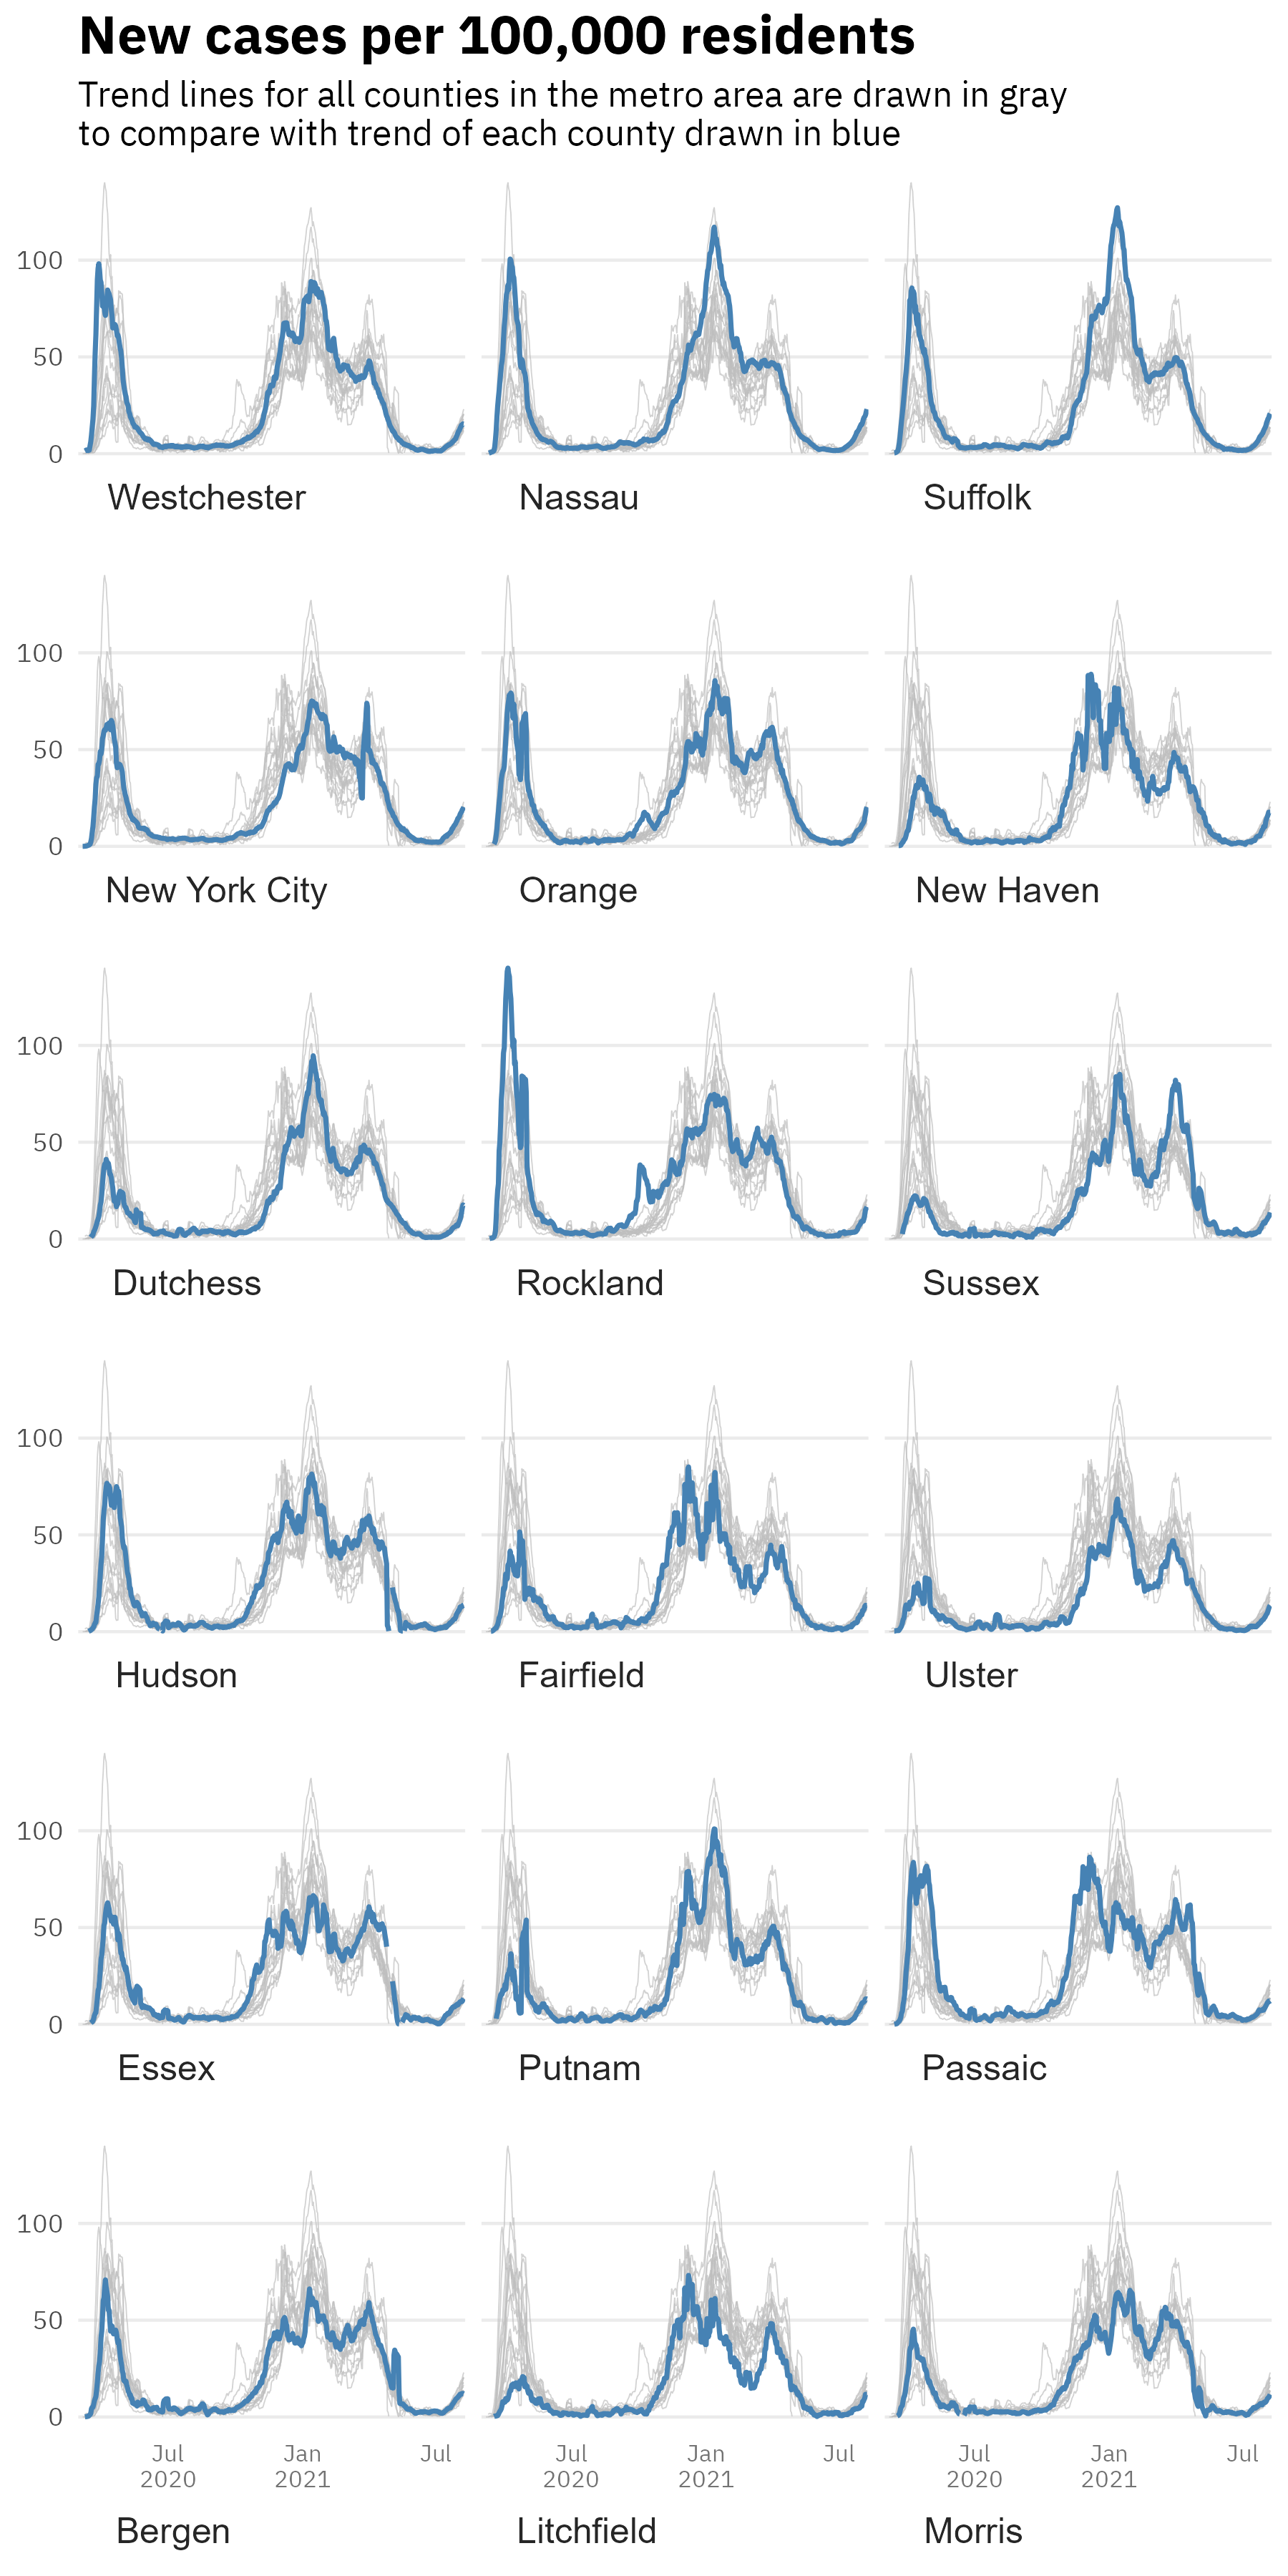 New cases per 100,000 residents
Trend lines for all counties in the metro area are drawn in gray
to compare with trend of each county drawn in blue
100
50
0
Westchester Nassau Suffolk
100
50
0
New York City Orange New Haven
100
50
0
Dutchess Rockland Sussex
100
50
0
Hudson Fairfield Ulster
100
50
0
Essex Putnam Passaic
100
50
0
Jul Jan Jul Jul Jan Jul Jul Jan Jul
2020 2021 2020 2021 2020 2021
Bergen Litchfield Morris